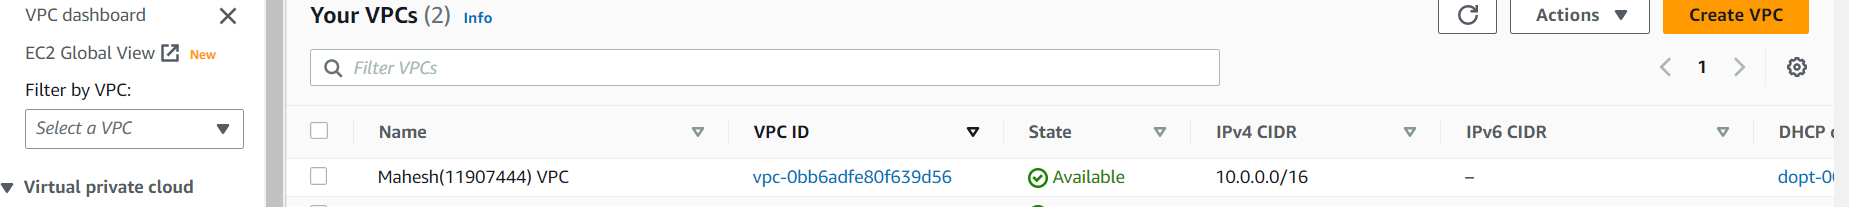 VPC dashboard
EC2 Global View New
Filter by VPC:
Select a VPC
Virtual private cloud
Your VPCs (2) Info
Actions
Create VPC
Filter VPCs
1
Name VPC ID State IPv4 CIDR IPv6 CIDR DHCP
Mahesh(11907444) VPC vpc-0bb6adfe80f639d56 Available 10.0.0.0/16 –